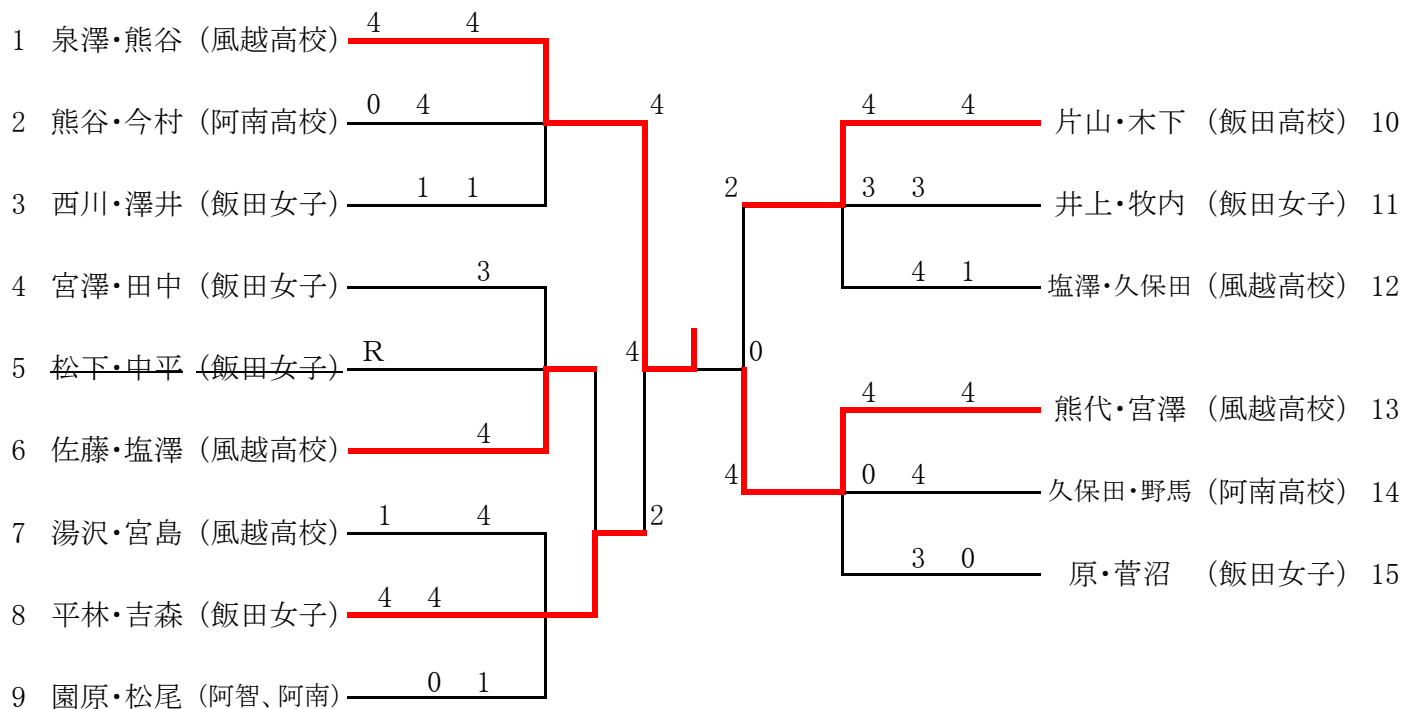 4 4
1 泉澤・熊谷 (風越高校)
0 4 4
2 熊谷・今村 (阿南高校)
1 1
3 西川・澤井 (飯田女子)
3
4 宮澤・田中 (飯田女子)
R 4
5 松下・中平 (飯田女子)
4
6 佐藤・塩澤 (風越高校)
1 4 2
7 湯沢・宮島 (風越高校)
4 4
8 平林・吉森 (飯田女子)
0 1
9 園原・松尾 (阿智、阿南)
4 4
片山・木下 (飯田高校) 10
2 3 3
井上・牧内 (飯田女子) 11
4 1
塩澤・久保田 (風越高校) 12
0
4 4
熊代・宮澤 (風越高校) 13
4 0 4
久保田・野馬 (阿南高校) 14
3 0
原・菅沼 (飯田女子) 15